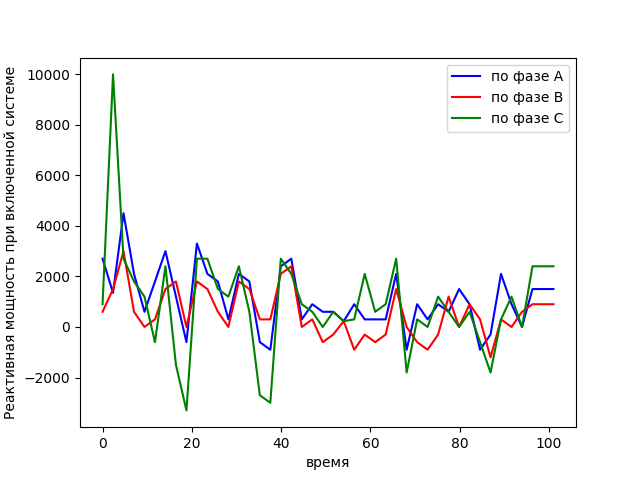 Реактивная мощность при включенной системе
10000
8000
6000
4000
2000
0
−2000
0 20 40 60 80 100
время
по фазе A
по фазе B
по фазе C